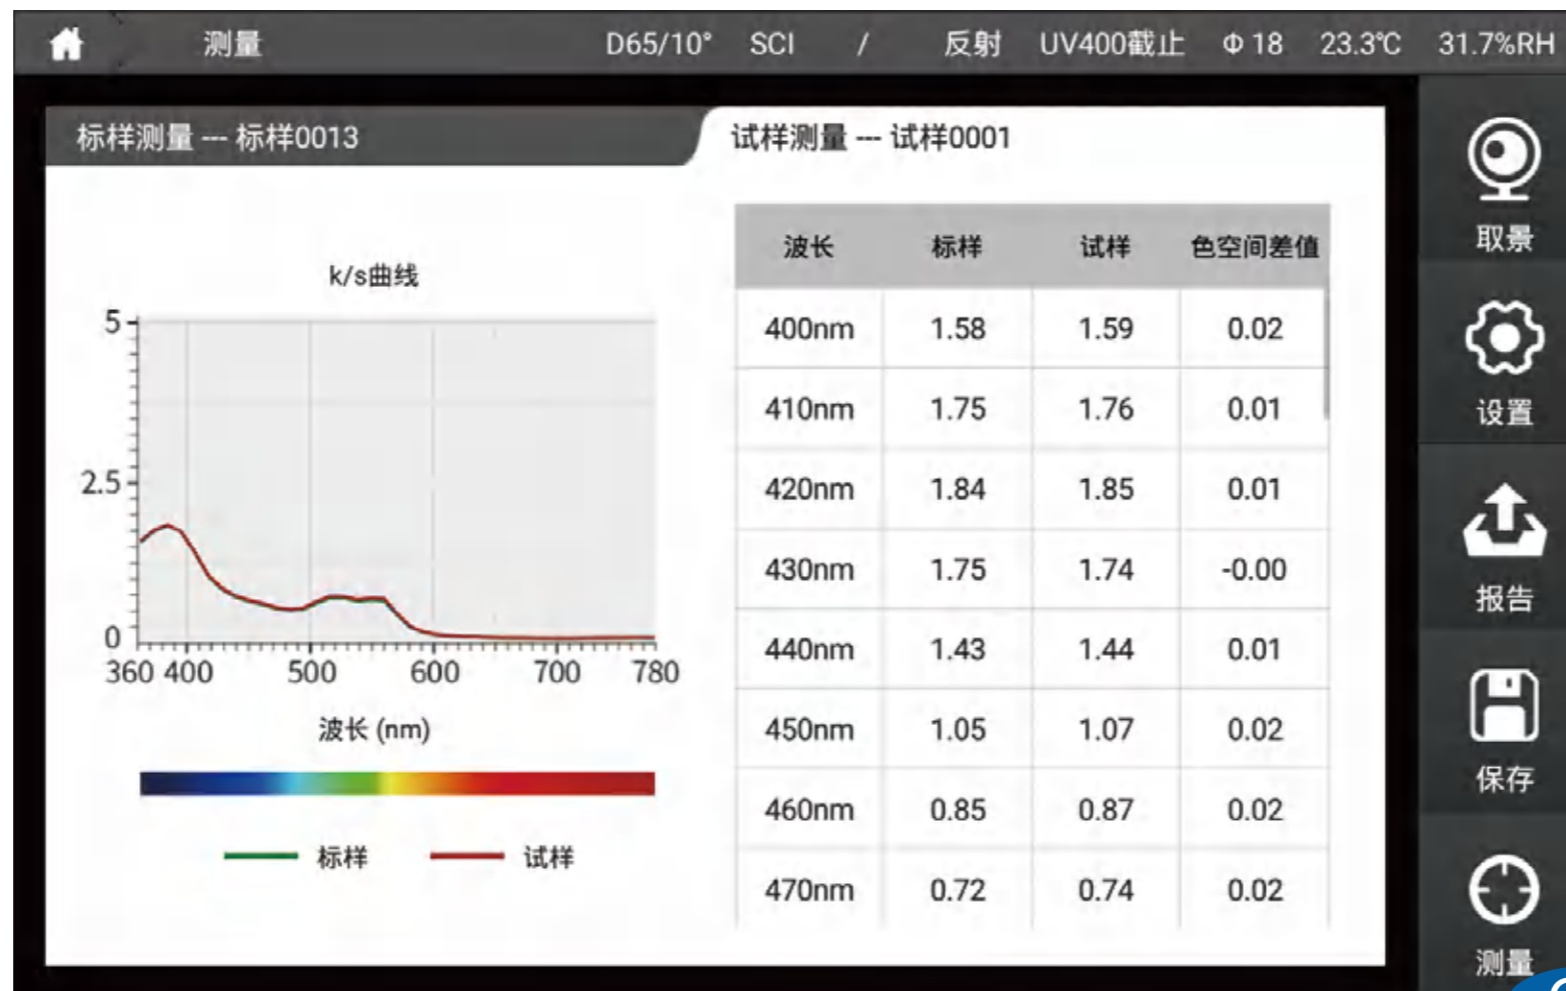 测量 D65/10° SCI / 反射 UV400截止 Φ 18 23.3℃ 31.7%RH
标样测量 --- 标样0013
试样测量 --- 试样0001
k/s曲线
5
2.5
0
360 400 500 600 700 780
波长 (nm)
标样 试样
波长 标样 试样 色空间差值
400nm 1.58 1.59 0.02
410nm 1.75 1.76 0.01
420nm 1.84 1.85 0.01
430nm 1.75 1.74 -0.00
440nm 1.43 1.44 0.01
450nm 1.05 1.07 0.02
460nm 0.85 0.87 0.02
470nm 0.72 0.74 0.02
取景
设置
报告
保存
测量